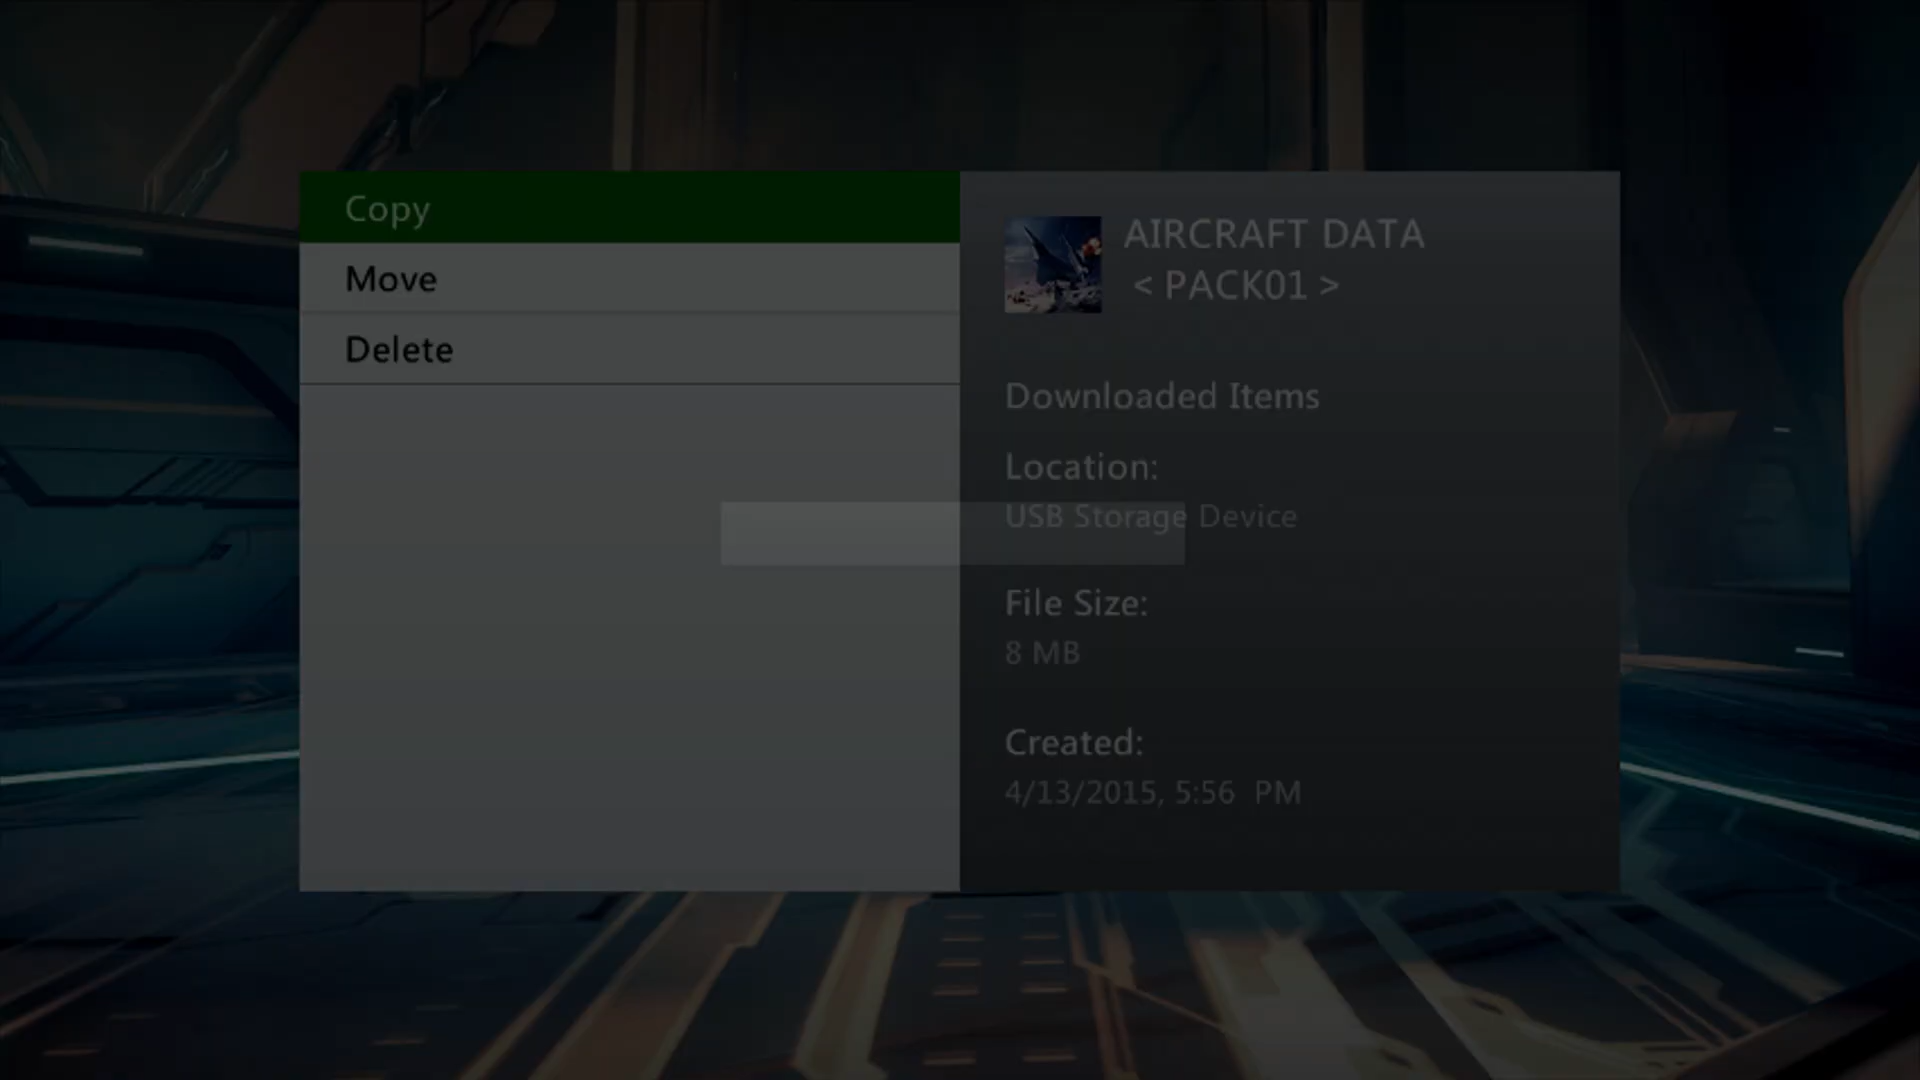 Copy
Move
Delete
AIRCRAFT DATA
< PACK01 >
Downloaded Items
Location:
USB Storage Device
File Size:
8 MB
Created:
4/13/2015, 5:56 PM